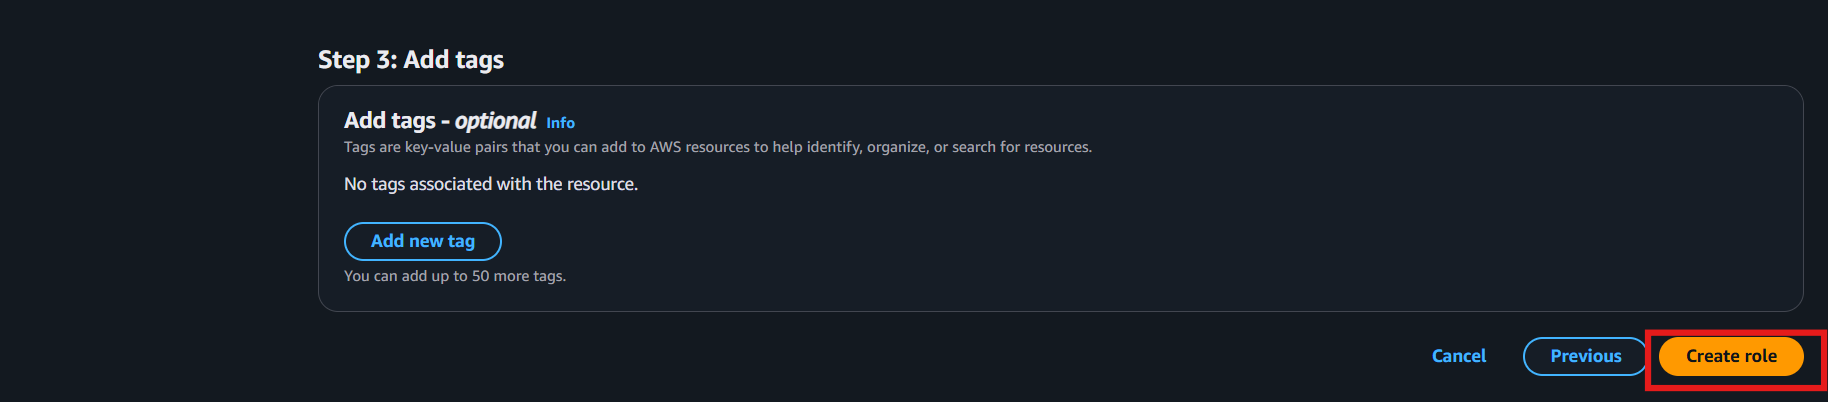 Step 3: Add tags
Add tags - optional Info
Tags are key-value pairs that you can add to AWS resources to help identify, organize, or search for resources.
No tags associated with the resource.
Add new tag
You can add up to 50 more tags.
Cancel Previous Create role